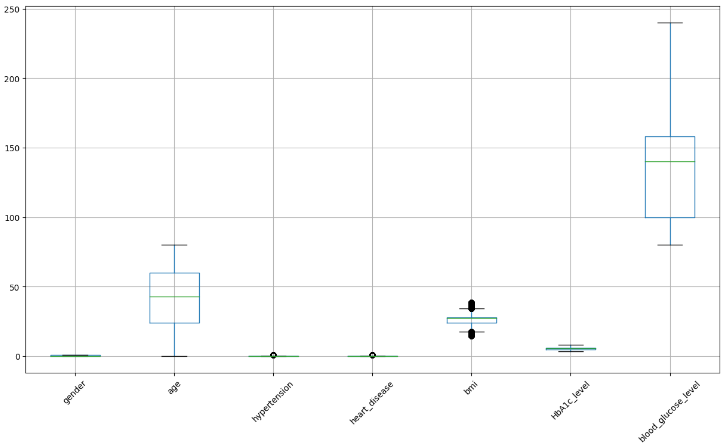 250
200
150
100
50
0
gender
age
hypertension
heart_disease
bmi
HbA1c_level
blood_glucose_level